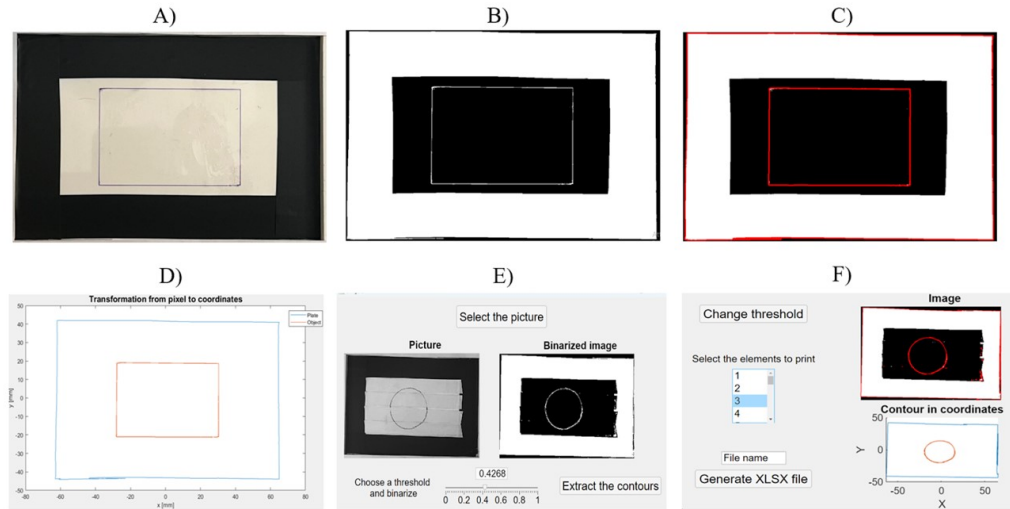 A)
B)
C)
D)
Transformation from pixel to coordinates
Plate
Object
50
40
30
20
10
0
-10
-20
-30
-40
-50
y [mm]
-80
-60
-40
-20
0
20
40
60
80
x [mm]
E)
Select the picture
Picture
Binarized image
0.4268
Choose a threshold
and binarize
0 0.2 0.4 0.6 0.8 1
Extract the contours
F)
Change threshold
Image
Select the elements to print
1
2
3
4
File name
Generate XLSX file
Contour in coordinates
50
0
-50
Y
-50
0
50
X